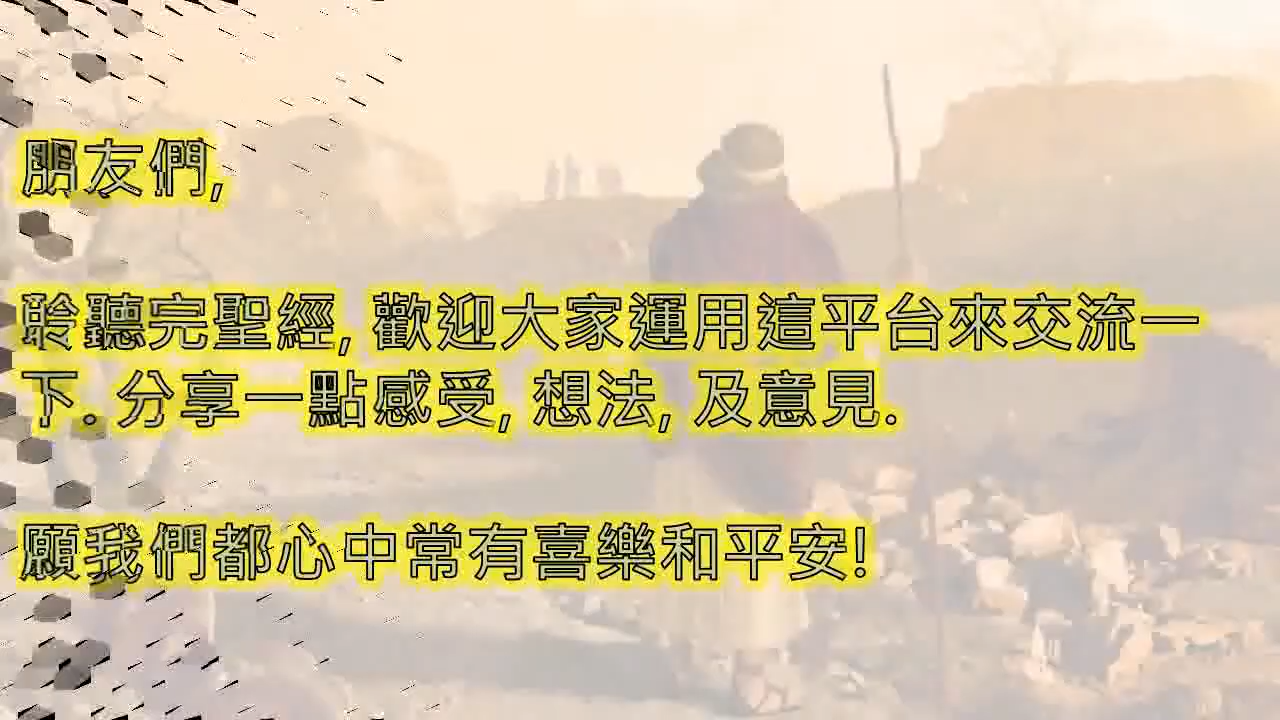 朋友們,
聆聽完聖經, 歡迎大家運用這平台來交流一
下. 分享一點感受, 想法, 及意見.
願我們都心中常有喜樂和平安!